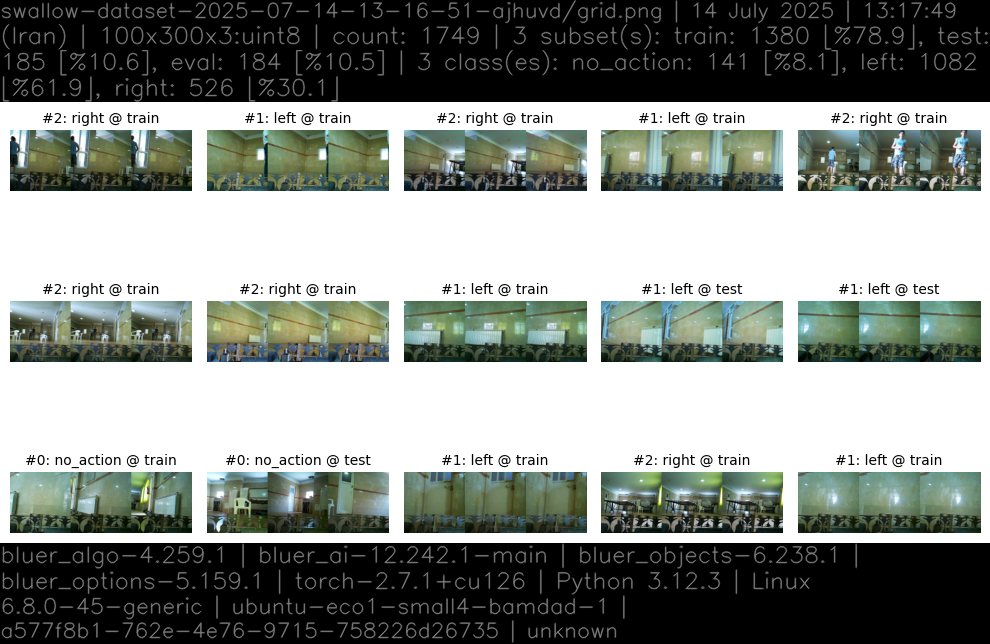 swallow-dataset-2025-07-14-13-16-51-ajhuvd/grid.png | 14 July 2025 | 13:17:49
(Iran) | 100x300x3:uint8 | count: 1749 | 3 subset(s): train: 1380 [%78.9], test:
185 [%10.6], eval: 184 [%10.5] | 3 class(es): no_action: 141 [%8.1], left: 1082
[%61.9], right: 526 [%30.1]
#2: right @ train
#1: left @ train
#2: right @ train
#1: left @ train
#2: right @ train
#2: right @ train
#2: right @ train
#1: left @ train
#1: left @ test
#1: left @ test
#0: no_action @ train
#0: no_action @ test
#1: left @ train
#2: right @ train
#1: left @ train
bluer_algo-4.259.1 | bluer_ai-12.242.1-main | bluer_objects-6.238.1 |
bluer_options-5.159.1 | torch-2.7.1+cu126 | Python 3.12.3 | Linux
6.8.0-45-generic | ubuntu-eco1-small4-bamdad-1 |
a577f8b1-762e-4e76-9715-758226d26735 | unknown